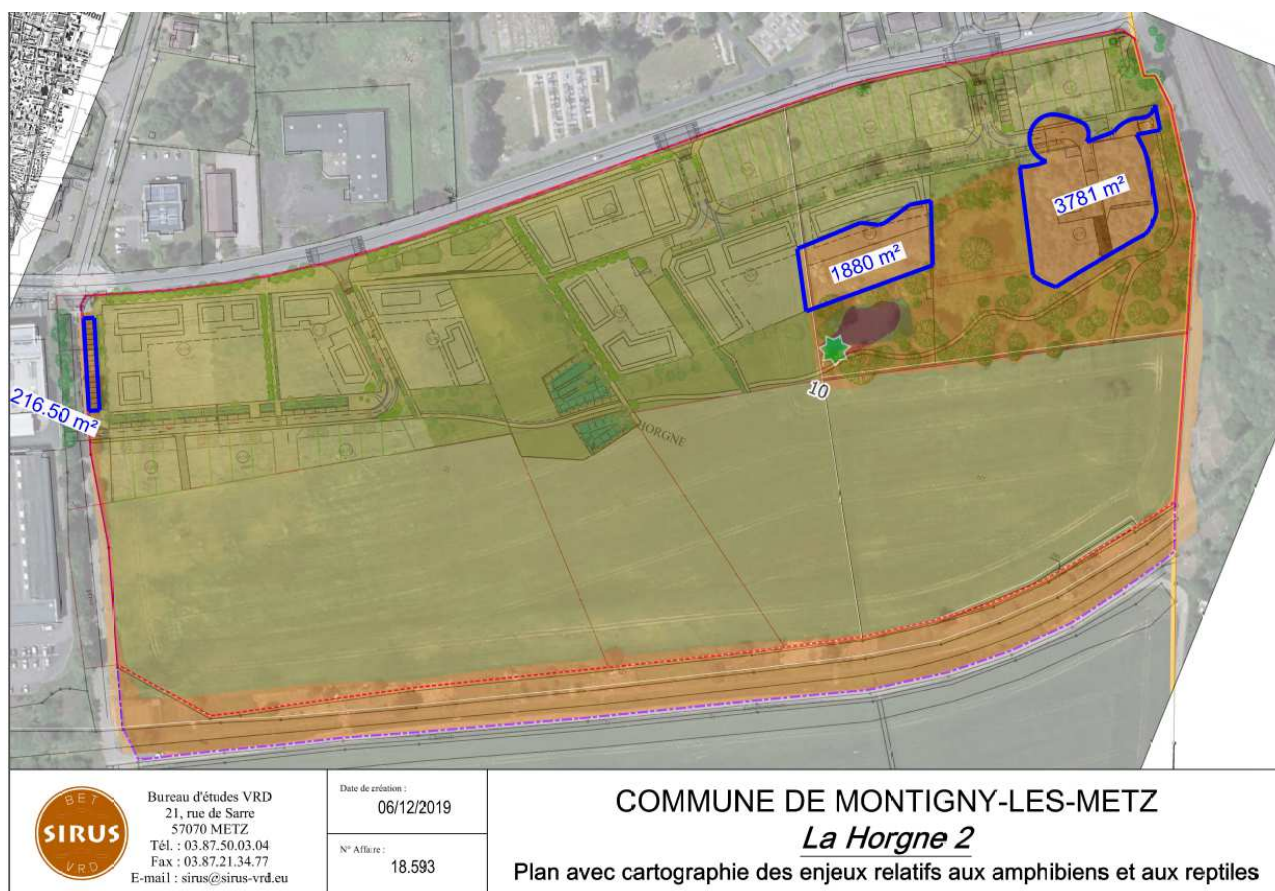 3781 m²
1880 m²
216.50 m²
10
HORGNE
BET
SIRUS
VRD
Bureau d'études VRD
21, rue de Sarre
57070 METZ
Tél. : 03.87.50.03.04
Fax : 03.87.21.34.77
E-mail : sirus@sirus-vrd.eu
Date de création :
06/12/2019
N° Affaire :
18.593
COMMUNE DE MONTIGNY-LES-METZ
La Horgne 2
Plan avec cartographie des enjeux relatifs aux amphibiens et aux reptiles